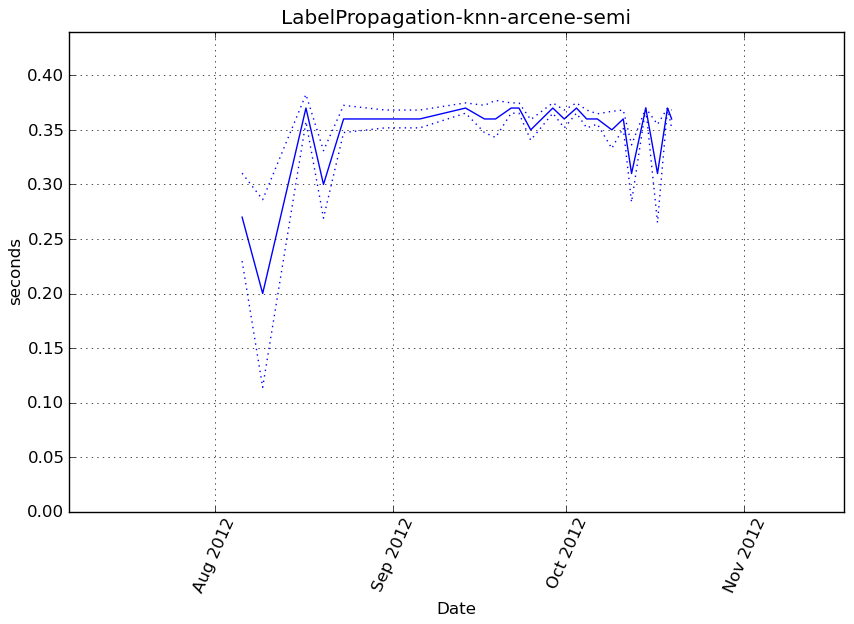 LabelPropagation-knn-arcene-semi
0.40
0.35
0.30
0.25
0.20
0.15
0.10
0.05
0.00
seconds
Aug 2012
Sep 2012
Oct 2012
Nov 2012
Date